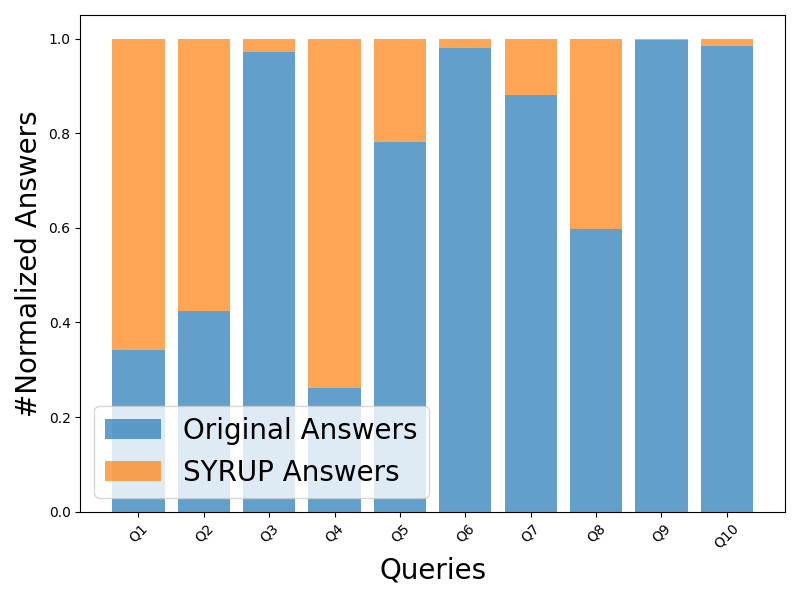 #Normalized Answers
1.0
0.8
0.6
0.4
0.2
0.0
Original Answers
SYRUP Answers
Q1 Q2 Q3 Q4 Q5 Q6 Q7 Q8 Q9 Q10
Queries